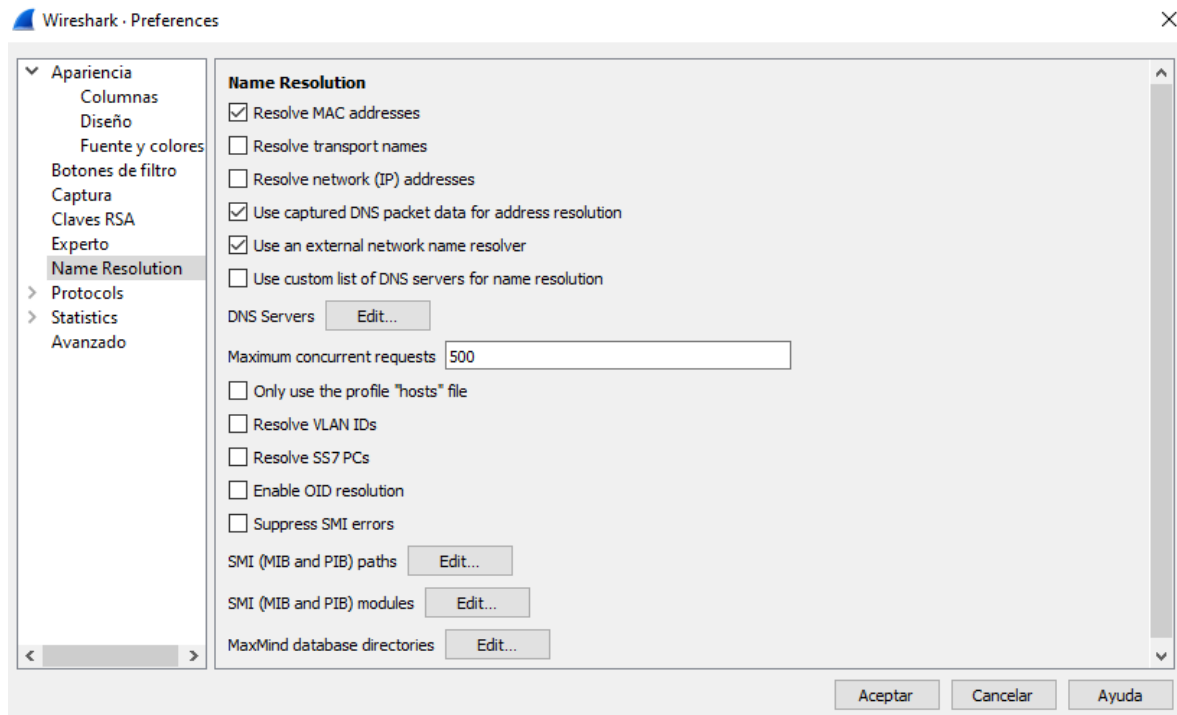 Wireshark · Preferences
Apariencia
Columnas
Diseño
Fuente y colores
Botones de filtro
Captura
Claves RSA
Experto
Name Resolution
Protocols
Statistics
Avanzado
Name Resolution
Resolve MAC addresses
Resolve transport names
Resolve network (IP) addresses
Use captured DNS packet data for address resolution
Use an external network name resolver
Use custom list of DNS servers for name resolution
DNS Servers Edit...
Maximum concurrent requests 500
Only use the profile "hosts" file
Resolve VLAN IDs
Resolve SS7 PCs
Enable OID resolution
Suppress SMI errors
SMI (MIB and PIB) paths Edit...
SMI (MIB and PIB) modules Edit...
MaxMind database directories Edit...
Aceptar Cancelar Ayuda